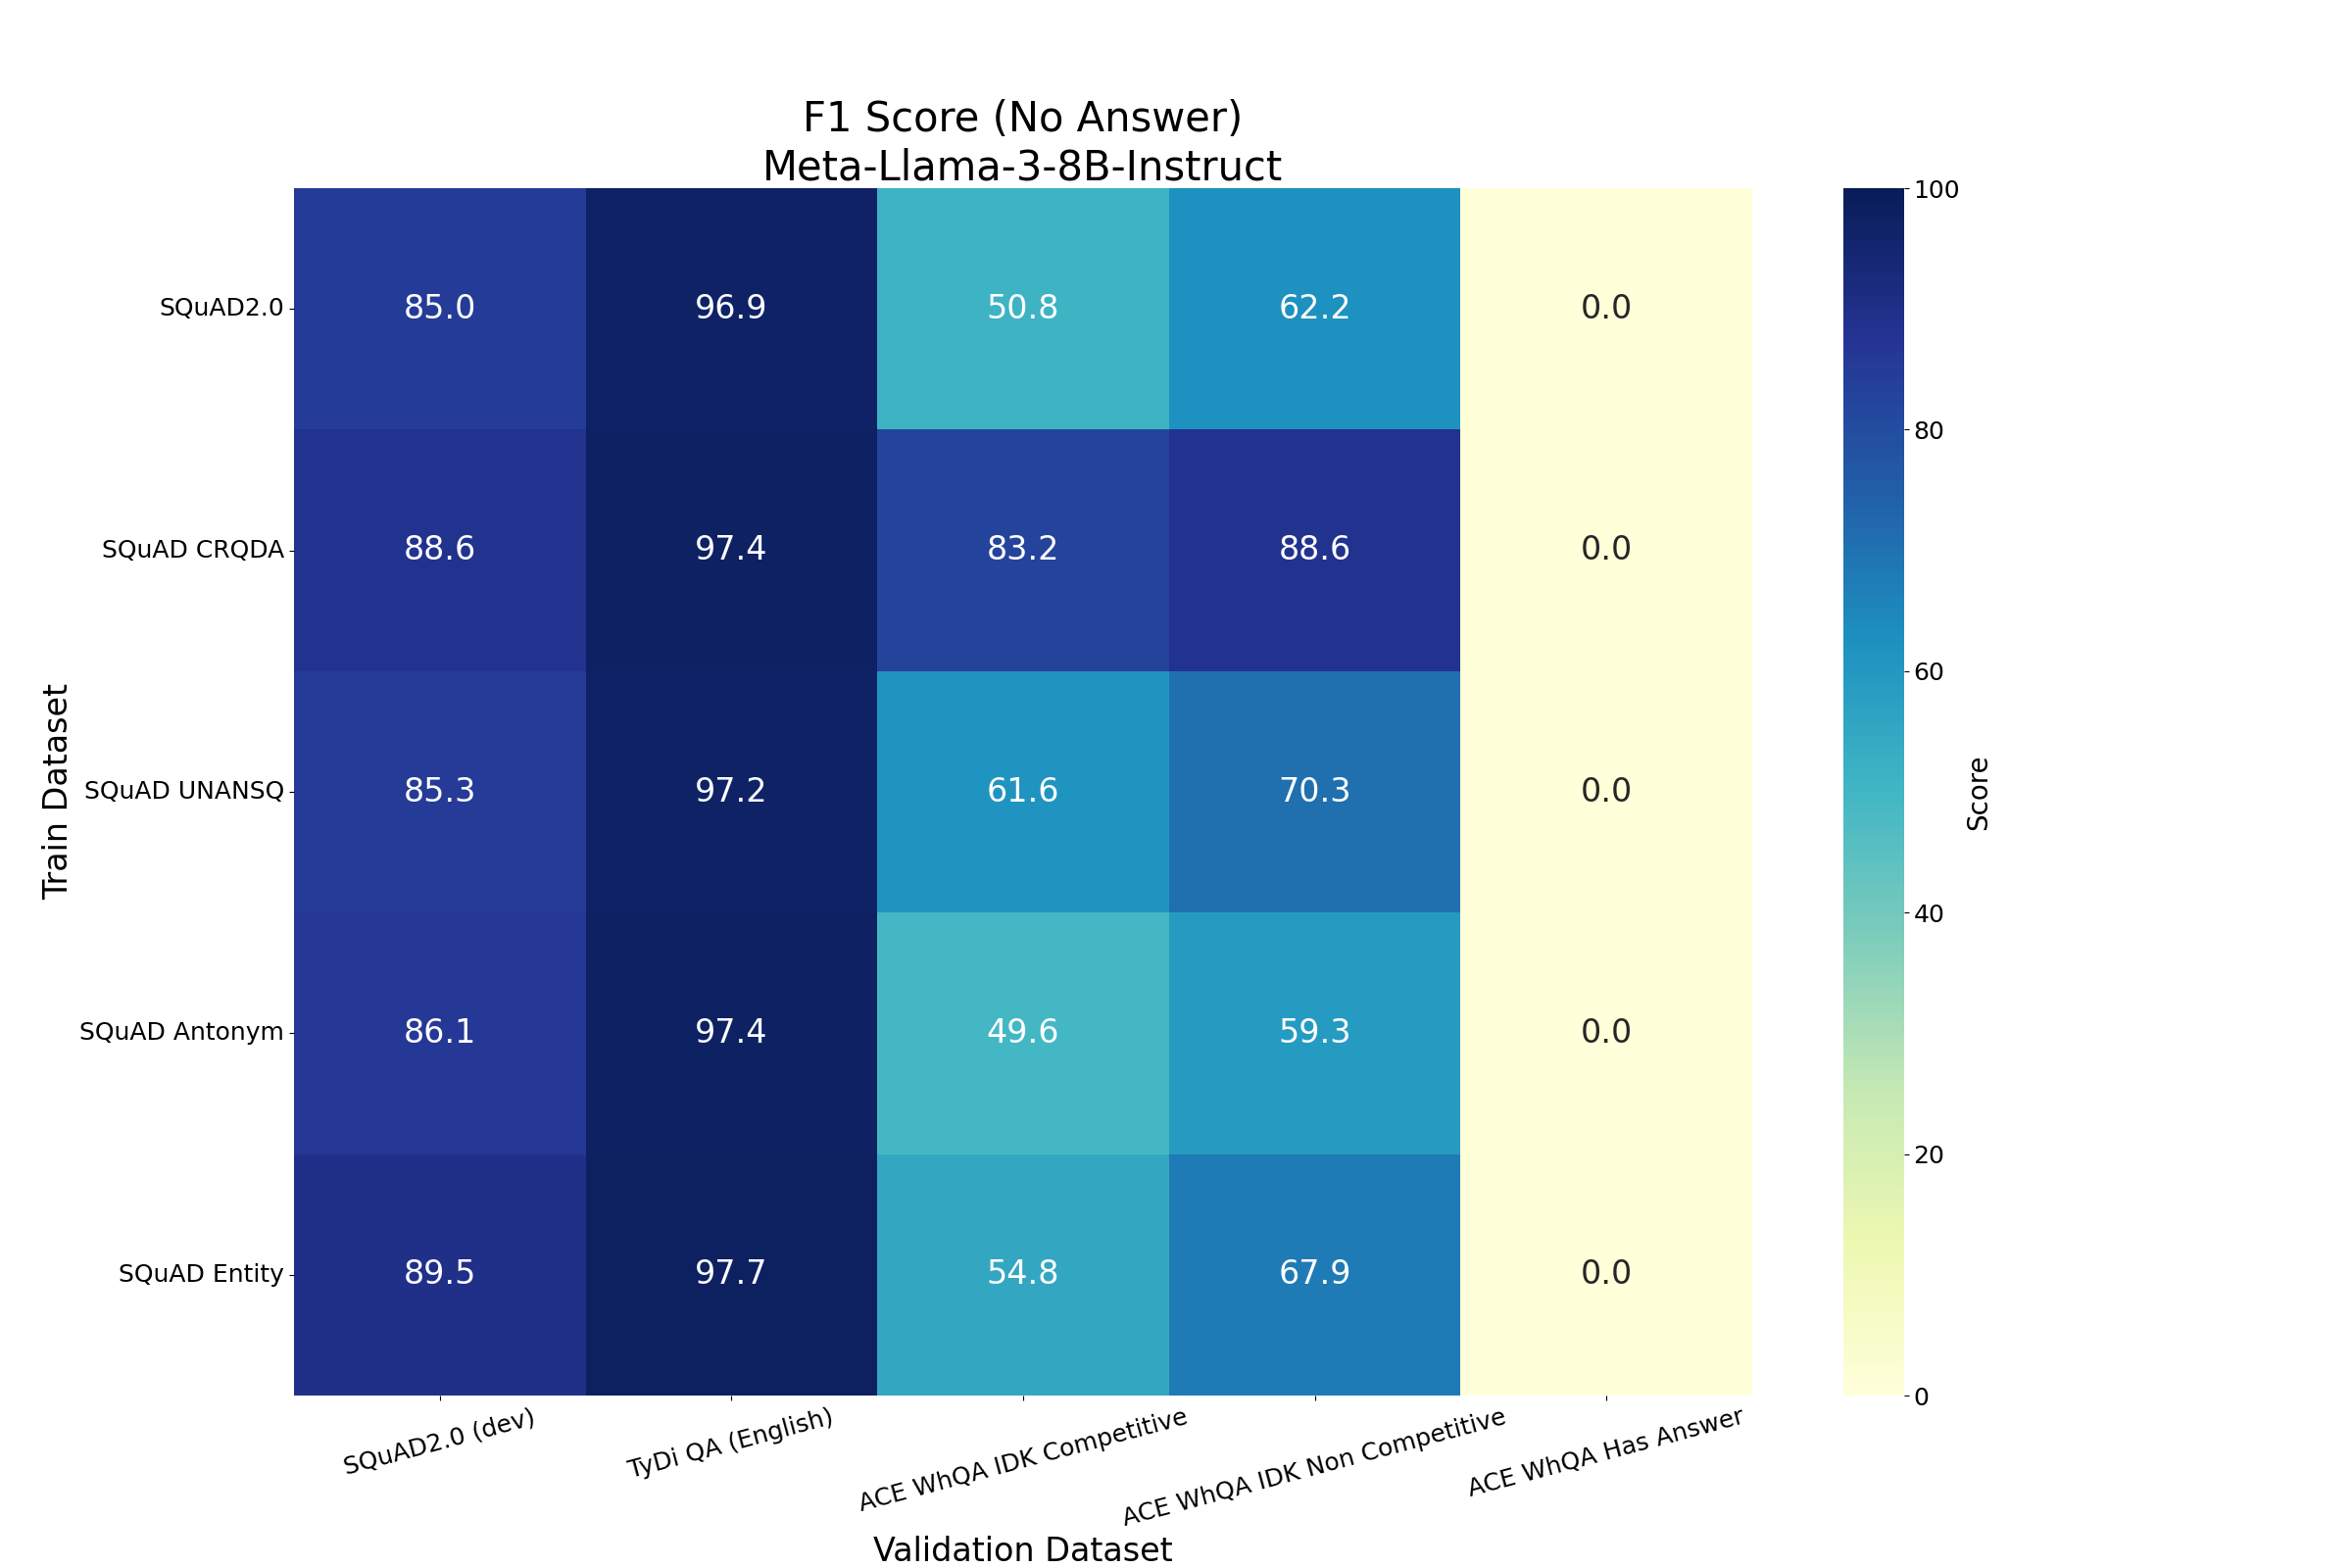 F1 Score (No Answer)
Meta-Llama-3-8B-Instruct
Train Dataset
SQuAD2.0 85.0 96.9 50.8 62.2 0.0
SQuAD CRQDA 88.6 97.4 83.2 88.6 0.0
SQuAD UNANSQ 85.3 97.2 61.6 70.3 0.0
SQuAD Antonym 86.1 97.4 49.6 59.3 0.0
SQuAD Entity 89.5 97.7 54.8 67.9 0.0
SQuAD2.0 (dev)
TyDi QA (English)
ACE WhQA IDK Competitive
ACE WhQA IDK Non Competitive
ACE WhQA Has Answer
Validation Dataset
100
80
60
40
20
0
Score